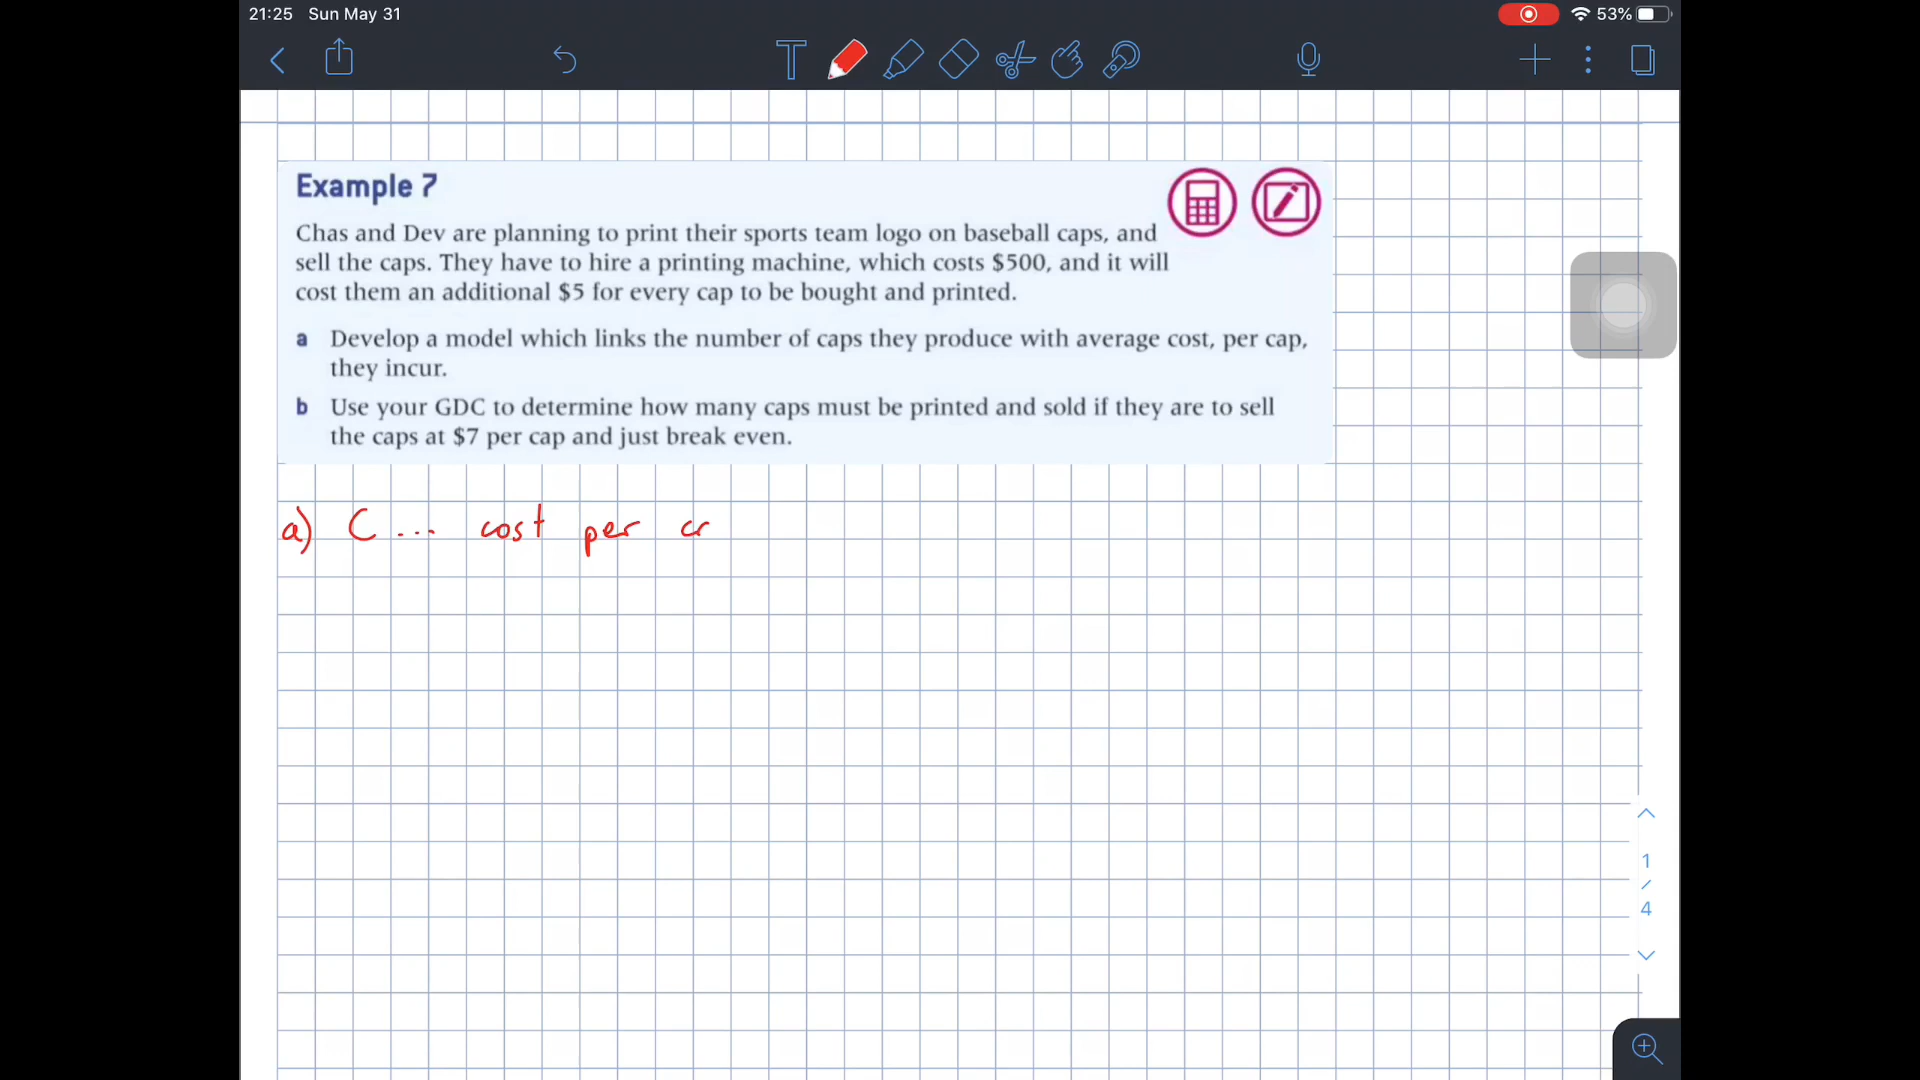 21:25 Sun May 31
53%
Example 7
Chas and Dev are planning to print their sports team logo on baseball caps, and
sell the caps. They have to hire a printing machine, which costs $500, and it will
cost them an additional $5 for every cap to be bought and printed.
a Develop a model which links the number of caps they produce with average cost, per cap,
they incur.
b Use your GDC to determine how many caps must be printed and sold if they are to sell
the caps at $7 per cap and just break even.
a) C ... cost per
1
/
4